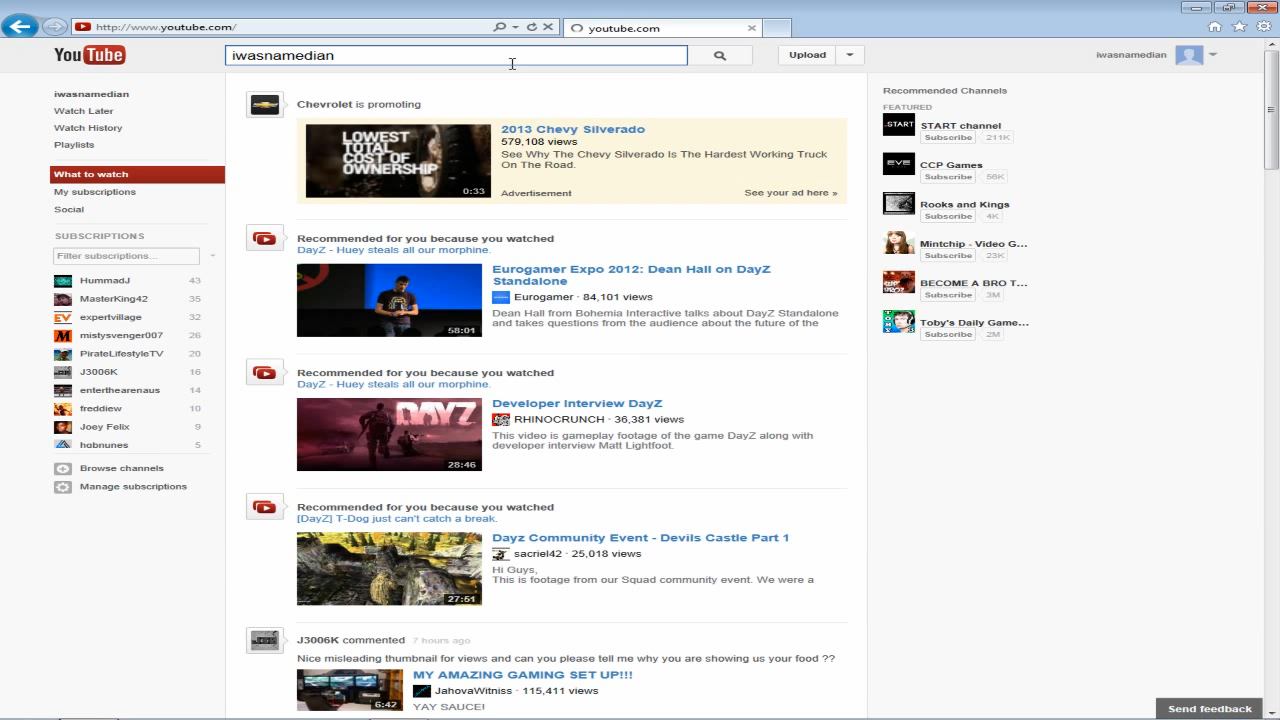 http://www.youtube.com/
youtube.com
YouTube
iwasnamedian
Upload
iwasnamedian
iwasnamedian
Watch Later
Watch History
Playlists
What to watch
My subscriptions
Social
SUBSCRIPTIONS
Filter subscriptions...
HummadJ 43
MasterKing42 35
expertvillage 32
mistysvenger007 26
PirateLifestyleTV 20
J3006K 16
enterthearenaus 14
freddiew 10
Joey Felix 9
hobnunes 5
Browse channels
Manage subscriptions
Chevrolet is promoting
LOWEST
TOTAL
COST OF
OWNERSHIP
0:33
2013 Chevy Silverado
579,108 views
See Why The Chevy Silverado Is The Hardest Working Truck
On The Road.
Advertisement
See your ad here »
Recommended for you because you watched
DayZ - Huey steals all our morphine.
58:01
Eurogamer Expo 2012: Dean Hall on DayZ
Standalone
Eurogamer · 84,101 views
Dean Hall from Bohemia Interactive talks about DayZ Standalone
and takes questions from the audience about the future of the
Recommended for you because you watched
DayZ - Huey steals all our morphine.
DAYZ
28:46
Developer Interview DayZ
RHINOCRUNCH · 36,381 views
This video is gameplay footage of the game DayZ along with
developer interview Matt Lightfoot.
Recommended for you because you watched
[DayZ] T-Dog just can't catch a break.
27:51
Dayz Community Event - Devils Castle Part 1
sacriel42 · 25,018 views
Hi Guys,
This is footage from our Squad community event. We were a
J3006K commented 7 hours ago
Nice misleading thumbnail for views and can you please tell me why you are showing us your food ??
6:42
MY AMAZING GAMING SET UP!!!
JahovaWitniss · 115,411 views
YAY SAUCE!
Recommended Channels
FEATURED
.START
START channel
Subscribe 211K
EVE
CCP Games
Subscribe 56K
Rooks and Kings
Subscribe 4K
Mintchip - Video G...
Subscribe 23K
BECOME A BRO T...
Subscribe 3M
Toby's Daily Game...
Subscribe 2M
Send feedback